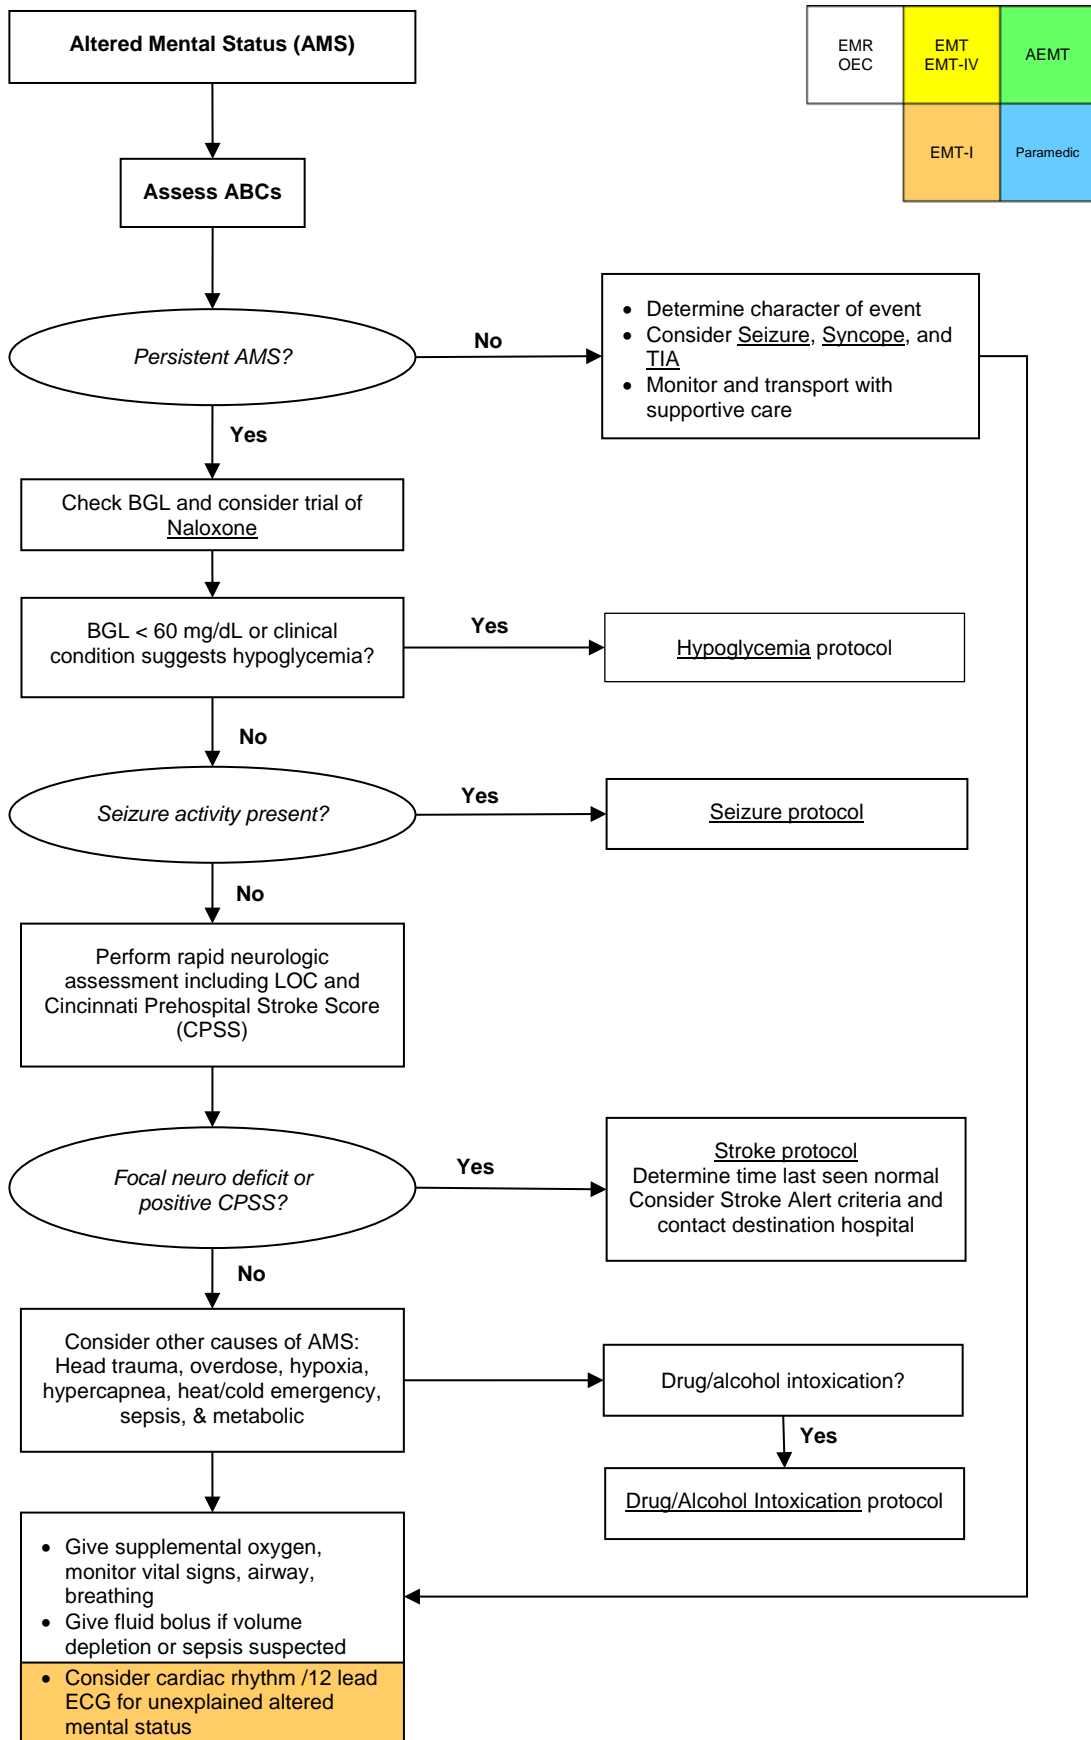 Altered Mental Status (AMS)
EMR
OEC
EMT
EMT-IV
AEMT
EMT-I
Paramedic
Assess ABCs
Persistent AMS?
No
• Determine character of event
• Consider Seizure, Syncope, and
TIA
• Monitor and transport with
supportive care
Yes
Check BGL and consider trial of
Naloxone
BGL < 60 mg/dL or clinical
condition suggests hypoglycemia?
Yes
Hypoglycemia protocol
No
Seizure activity present?
Yes
Seizure protocol
No
Perform rapid neurologic
assessment including LOC and
Cincinnati Prehospital Stroke Score
(CPSS)
Focal neuro deficit or
positive CPSS?
Yes
Stroke protocol
Determine time last seen normal
Consider Stroke Alert criteria and
contact destination hospital
No
Consider other causes of AMS:
Head trauma, overdose, hypoxia,
hypercapnea, heat/cold emergency,
sepsis, & metabolic
Drug/alcohol intoxication?
Yes
Drug/Alcohol Intoxication protocol
• Give supplemental oxygen,
monitor vital signs, airway,
breathing
• Give fluid bolus if volume
depletion or sepsis suspected
• Consider cardiac rhythm /12 lead
ECG for unexplained altered
mental status